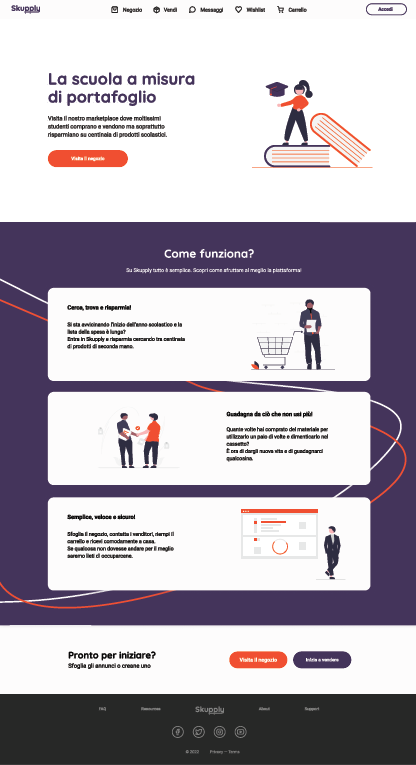 Skupply
Negozio
Vendi
Messaggi
Wishlist
Carrello
Accedi
La scuola a misura
di portafoglio
Visita il nostro marketplace dove moltissimi
studenti comprano e vendono ma soprattutto
risparmiano su centinaia di prodotti scolastici.
Visita il negozio
Come funziona?
Su Skupply tutto è semplice. Scopri come sfruttare al meglio la piattaforma!
Cerca, trova e risparmia!
Si sta avvicinando l'inizio dell'anno scolastico e la
lista della spesa è lunga?
Entra in Skupply e risparmia cercando tra centinaia
di prodotti di seconda mano.
Guadagna da ciò che non usi più!
Quante volte hai comprato del materiale per
utilizzarlo un paio di volte e dimenticarlo nel
cassetto?
È ora di dargli nuova vita e di guadagnarci
qualcosina.
Semplice, veloce e sicuro!
Sfoglia il negozio, contatta i venditori, riempi il
carrello e ricevi comodamente a casa.
Se qualcosa non dovesse andare per il meglio
saremo lieti di occuparcene.
Pronto per iniziare?
Sfoglia gli annunci o creane uno
Visita il negozio
Inizia a vendere
FAQ
Resources
Skupply
About
Support
© 2022
Privacy — Terms